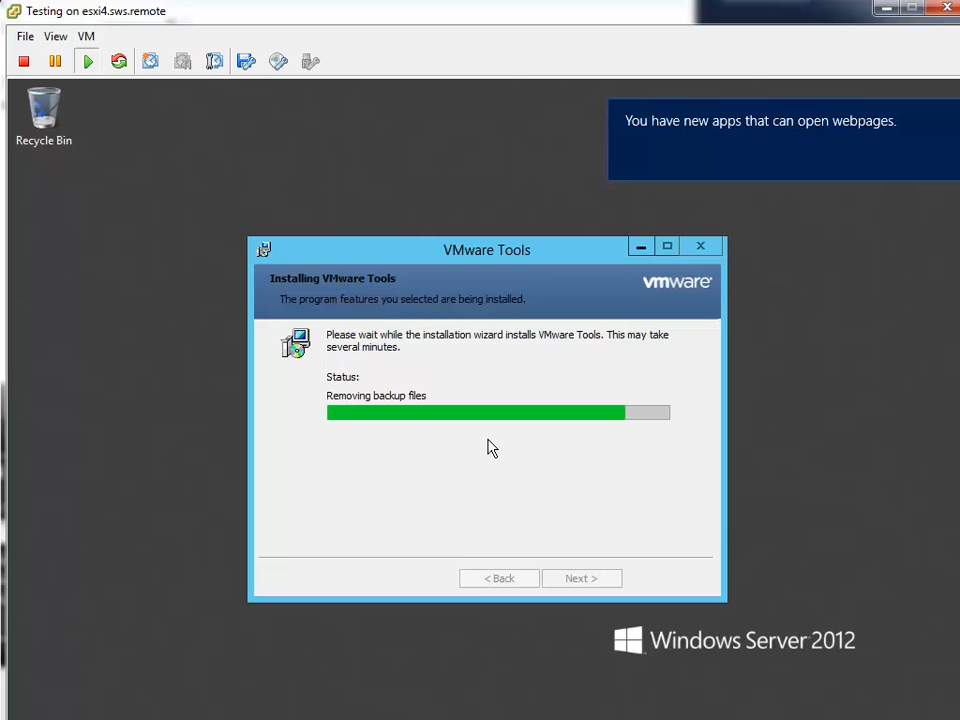 Testing on esxi4.sws.remote
File View VM
Recycle Bin
You have new apps that can open webpages.
VMware Tools
Installing VMware Tools
The program features you selected are being installed.
vmware
Please wait while the installation wizard installs VMware Tools. This may take
several minutes.
Status:
Removing backup files
< Back Next >
Windows Server 2012